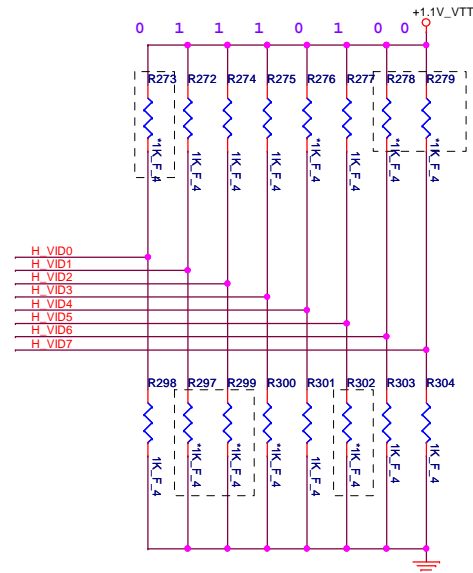 +1.1V_VTT
0 1 1 1 0 1 0 0
R273 R272 R274 R275 R276 R277 R278 R279
*1K_F_4 1K_F_4 1K_F_4 1K_F_4 *1K_F_4 1K_F_4 *1K_F_4 *1K_F_4
H_VID0
H_VID1
H_VID2
H_VID3
H_VID4
H_VID5
H_VID6
H_VID7
R298 R297 R299 R300 R301 R302 R303 R304
1K_F_4 *1K_F_4 *1K_F_4 *1K_F_4 1K_F_4 *1K_F_4 1K_F_4 1K_F_4